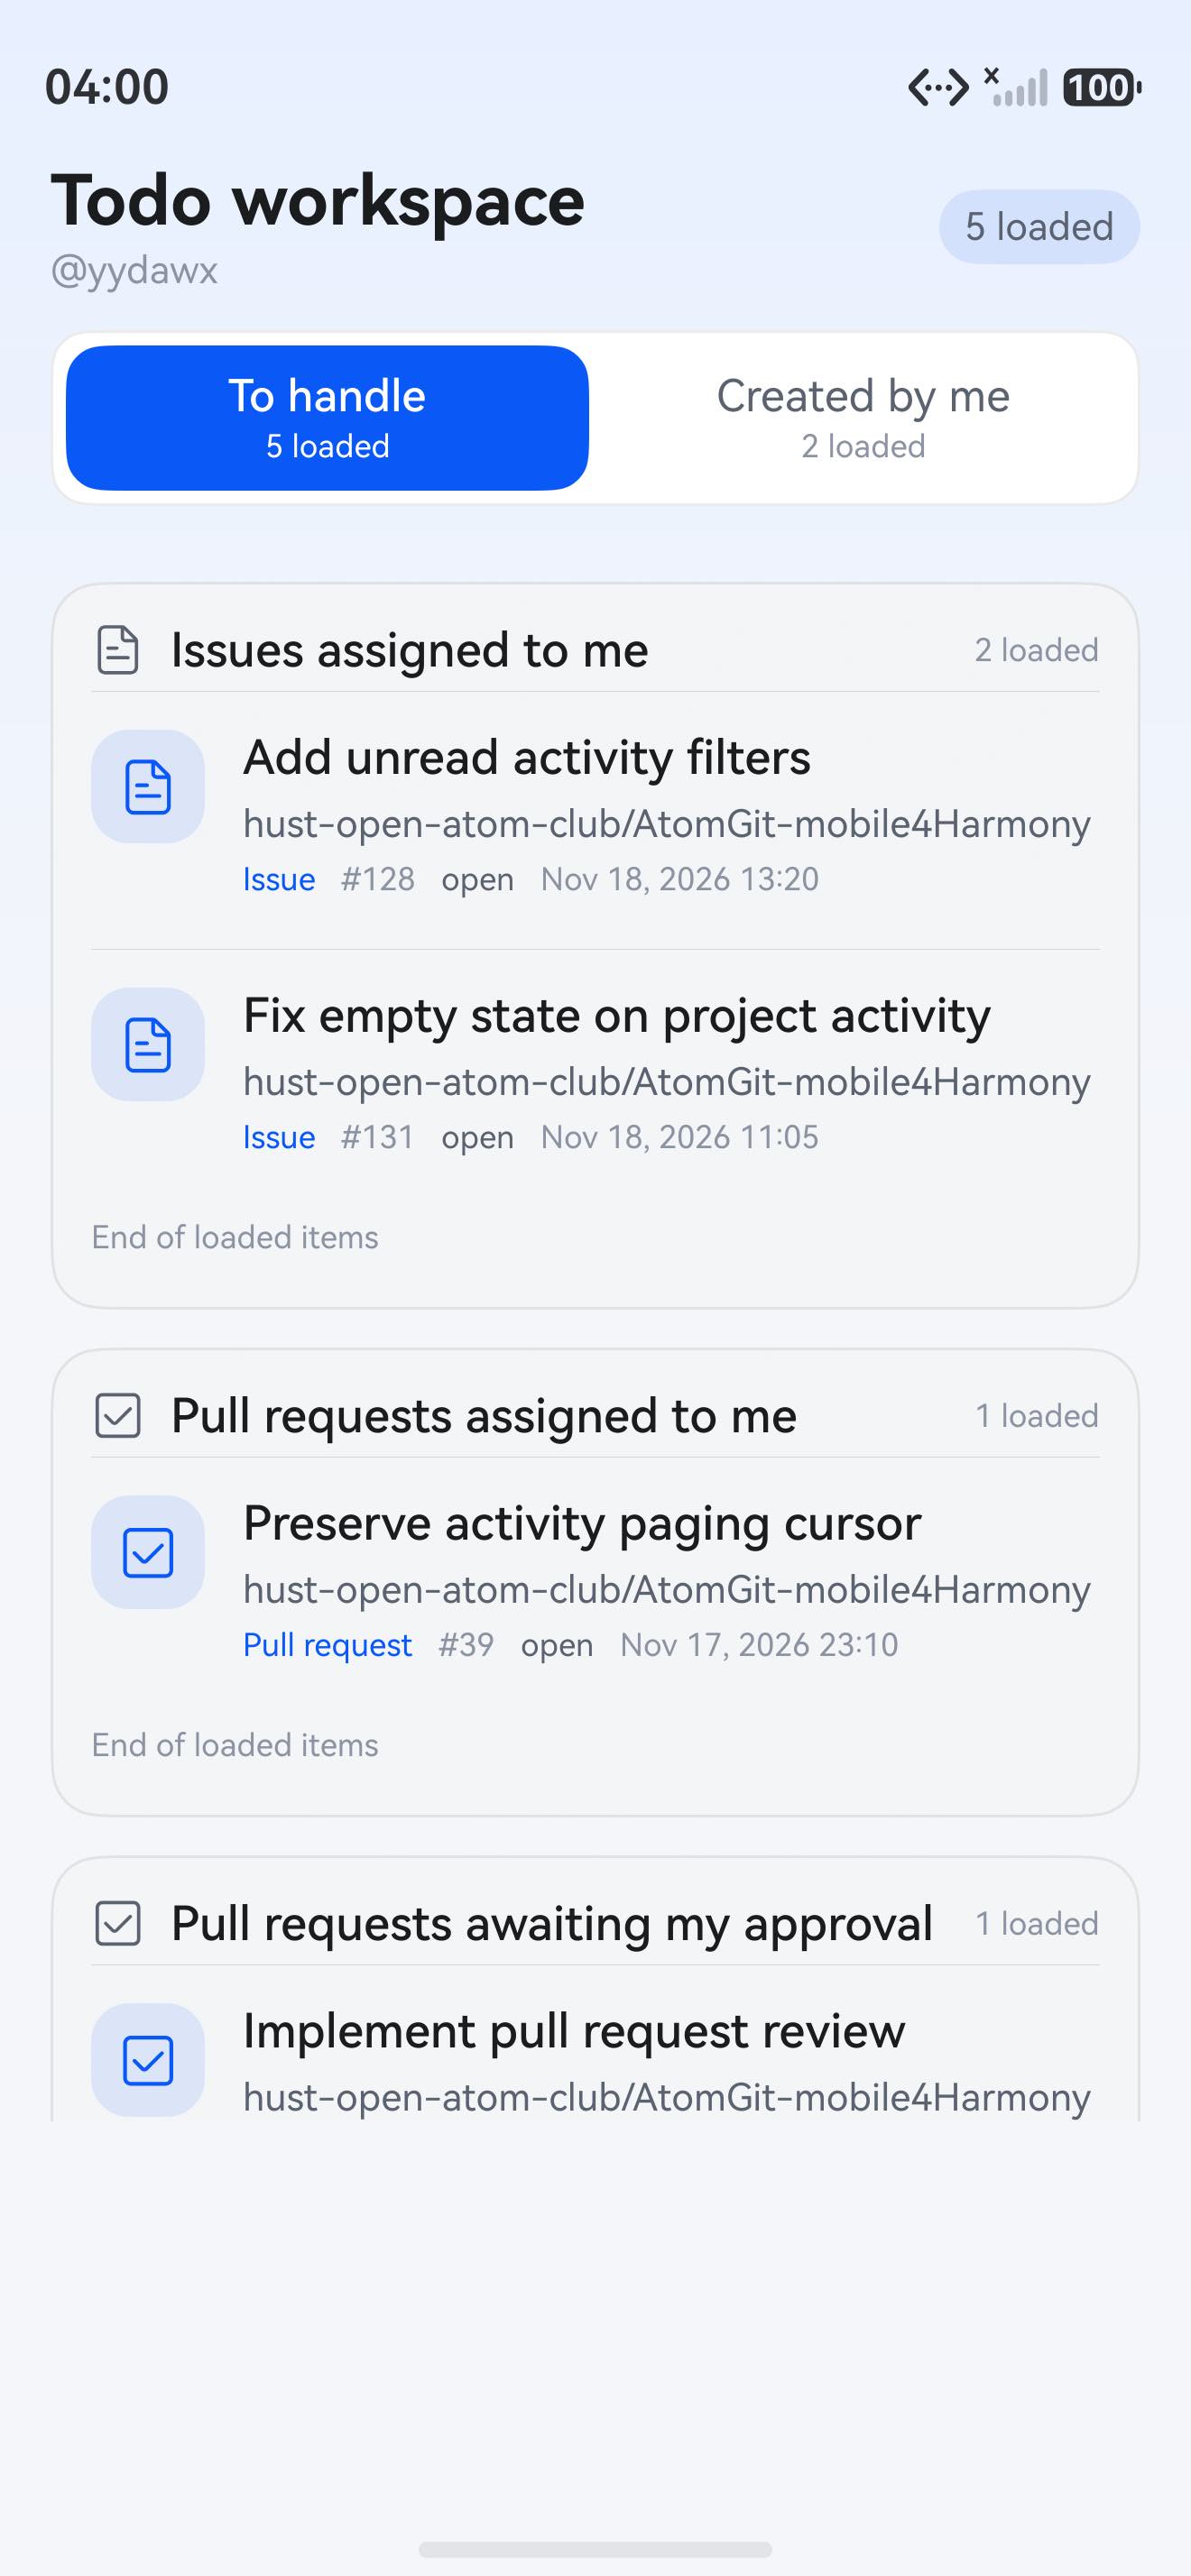 04:00
100
Todo workspace
@yydawx
5 loaded
To handle
5 loaded
Created by me
2 loaded
Issues assigned to me
2 loaded
Add unread activity filters
hust-open-atom-club/AtomGit-mobile4Harmony
Issue #128 open Nov 18, 2026 13:20
Fix empty state on project activity
hust-open-atom-club/AtomGit-mobile4Harmony
Issue #131 open Nov 18, 2026 11:05
End of loaded items
Pull requests assigned to me
1 loaded
Preserve activity paging cursor
hust-open-atom-club/AtomGit-mobile4Harmony
Pull request #39 open Nov 17, 2026 23:10
End of loaded items
Pull requests awaiting my approval
1 loaded
Implement pull request review
hust-open-atom-club/AtomGit-mobile4Harmony